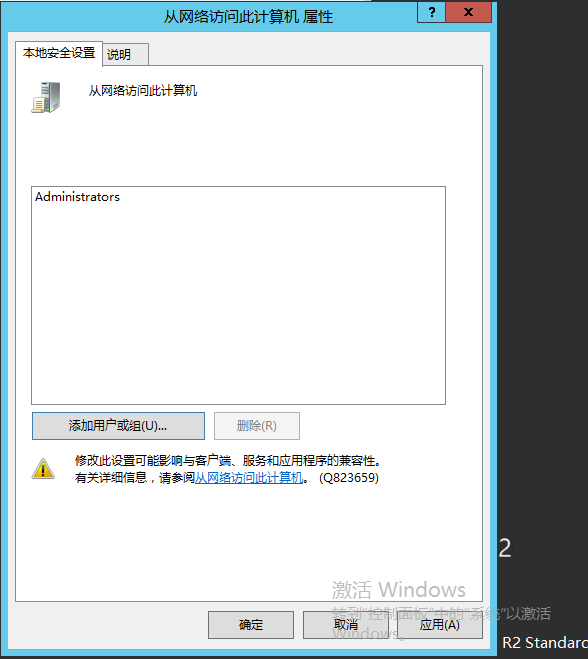 从网络访问此计算机 属性
?
x
本地安全设置
说明
从网络访问此计算机
Administrators
添加用户或组(U)...
删除(R)
修改此设置可能影响与客户端、服务和应用程序的兼容性。
有关详细信息，请参阅从网络访问此计算机。 (Q823659)
2
激活 Windows
转到"控制面板"中的"系统"以激活
Windows。
确定
取消
应用(A)
R2 Standard